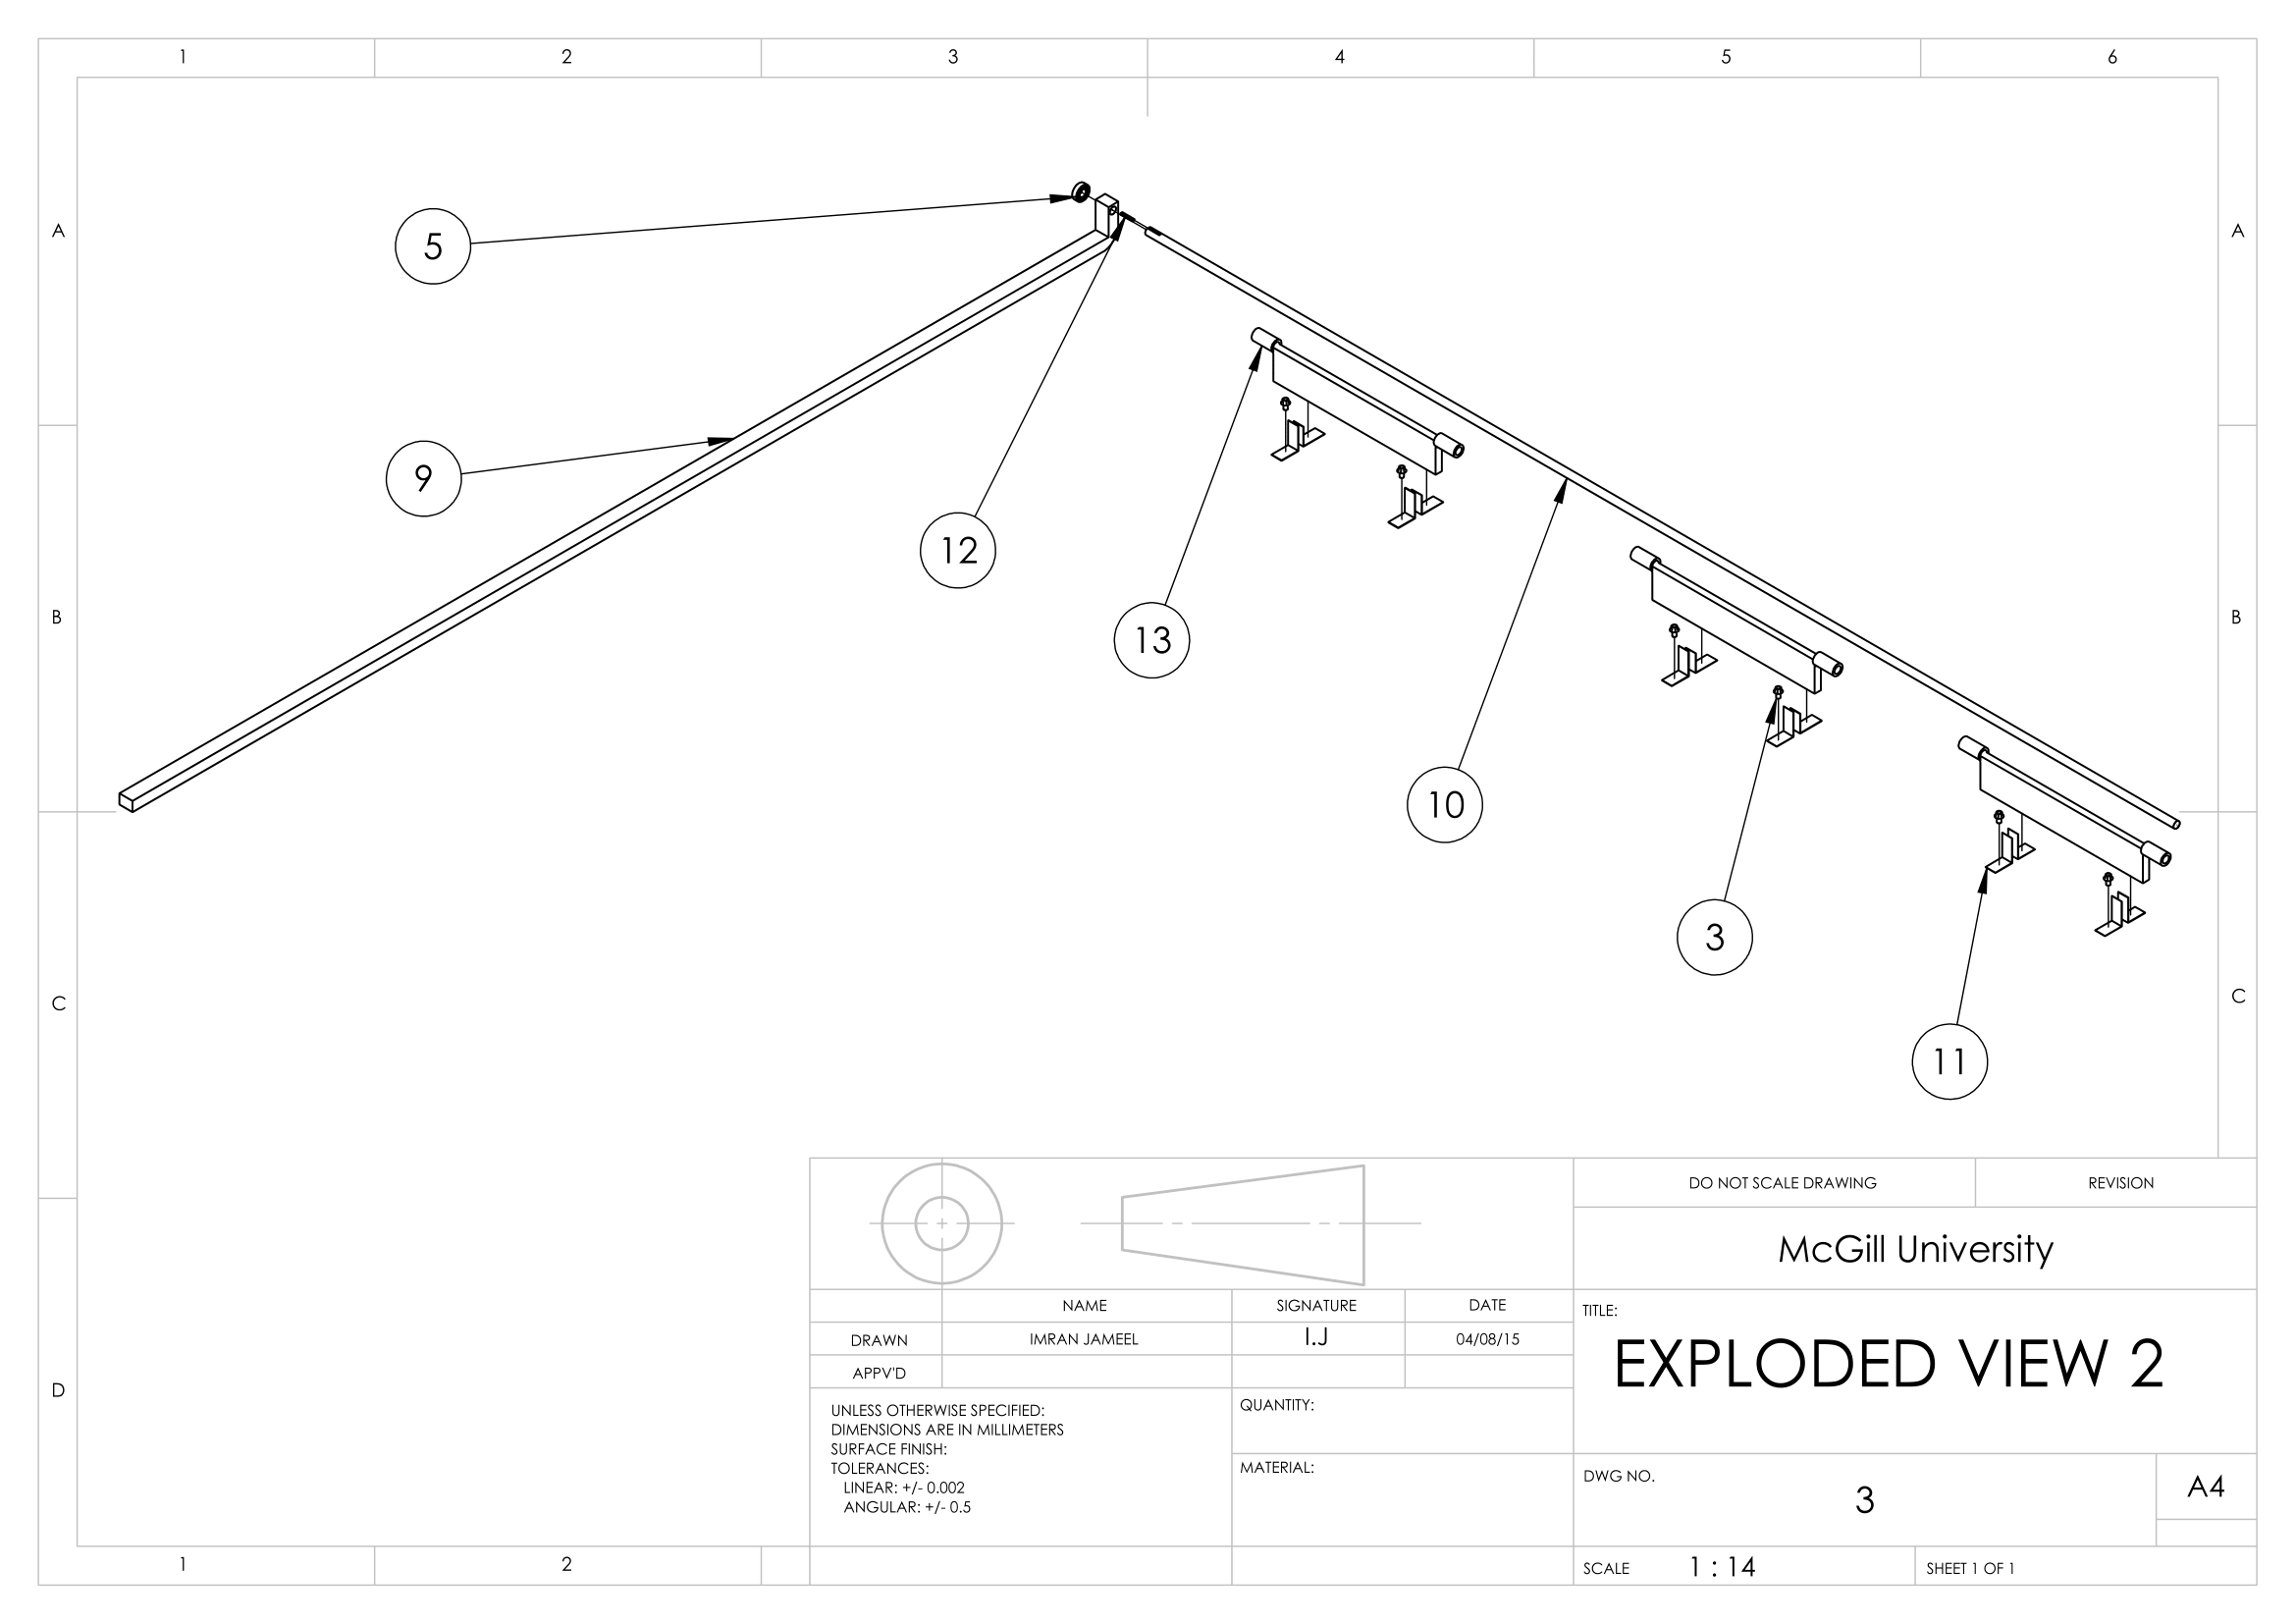 1 2 3 4 5 6
A A
5
9
12
B B
13
10
3
C C
11
DO NOT SCALE DRAWING REVISION
McGill University
NAME SIGNATURE DATE
TITLE:
DRAWN IMRAN JAMEEL I.J 04/08/15
EXPLODED VIEW 2
APPV'D
D
UNLESS OTHERWISE SPECIFIED:
DIMENSIONS ARE IN MILLIMETERS
SURFACE FINISH:
TOLERANCES:
LINEAR: +/- 0.002
ANGULAR: +/- 0.5
QUANTITY:
MATERIAL:
DWG NO.
3
A4
1 2
SCALE 1 : 14 SHEET 1 OF 1